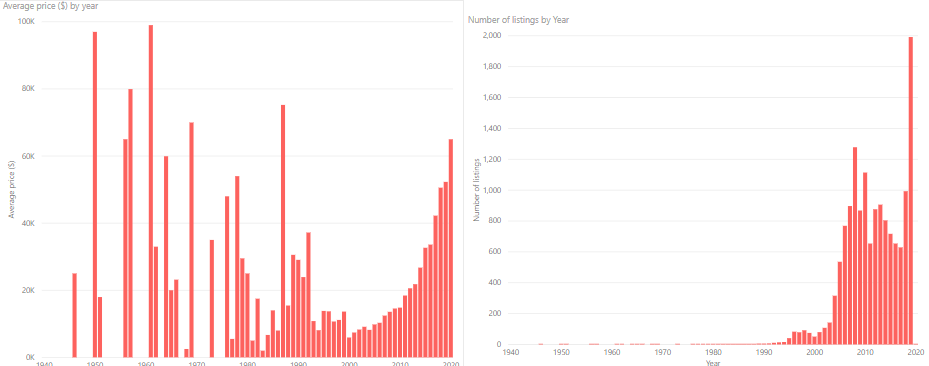 Average price ($) by year
100K
80K
60K
40K
20K
0K
Average price ($)
1940 1950 1960 1970 1980 1990 2000 2010 2020
Number of listings by Year
2,000
1,800
1,600
1,400
1,200
1,000
800
600
400
200
0
Number of listings
1940 1950 1960 1970 1980 1990 2000 2010 2020
Year